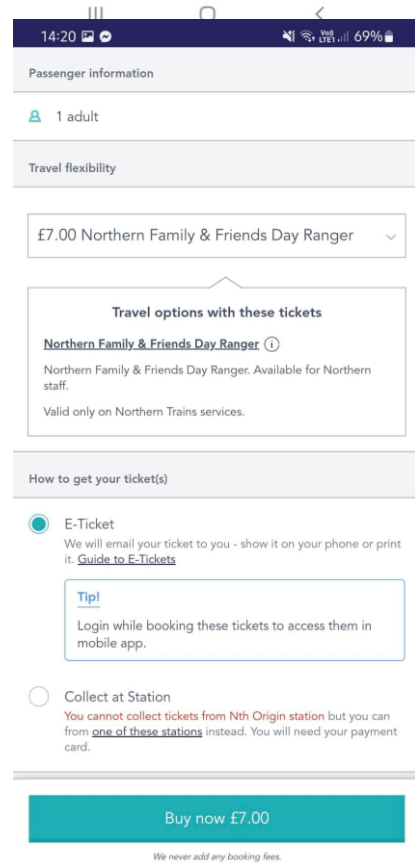 14:20 69%
Passenger information
1 adult
Travel flexibility
£7.00 Northern Family & Friends Day Ranger
Travel options with these tickets
Northern Family & Friends Day Ranger
Northern Family & Friends Day Ranger. Available for Northern
staff.
Valid only on Northern Trains services.
How to get your ticket(s)
E-Ticket
We will email your ticket to you - show it on your phone or print
it. Guide to E-Tickets
Tip!
Login while booking these tickets to access them in
mobile app.
Collect at Station
You cannot collect tickets from Nth Origin station but you can
from one of these stations instead. You will need your payment
card.
Buy now £7.00
We never add any booking fees.